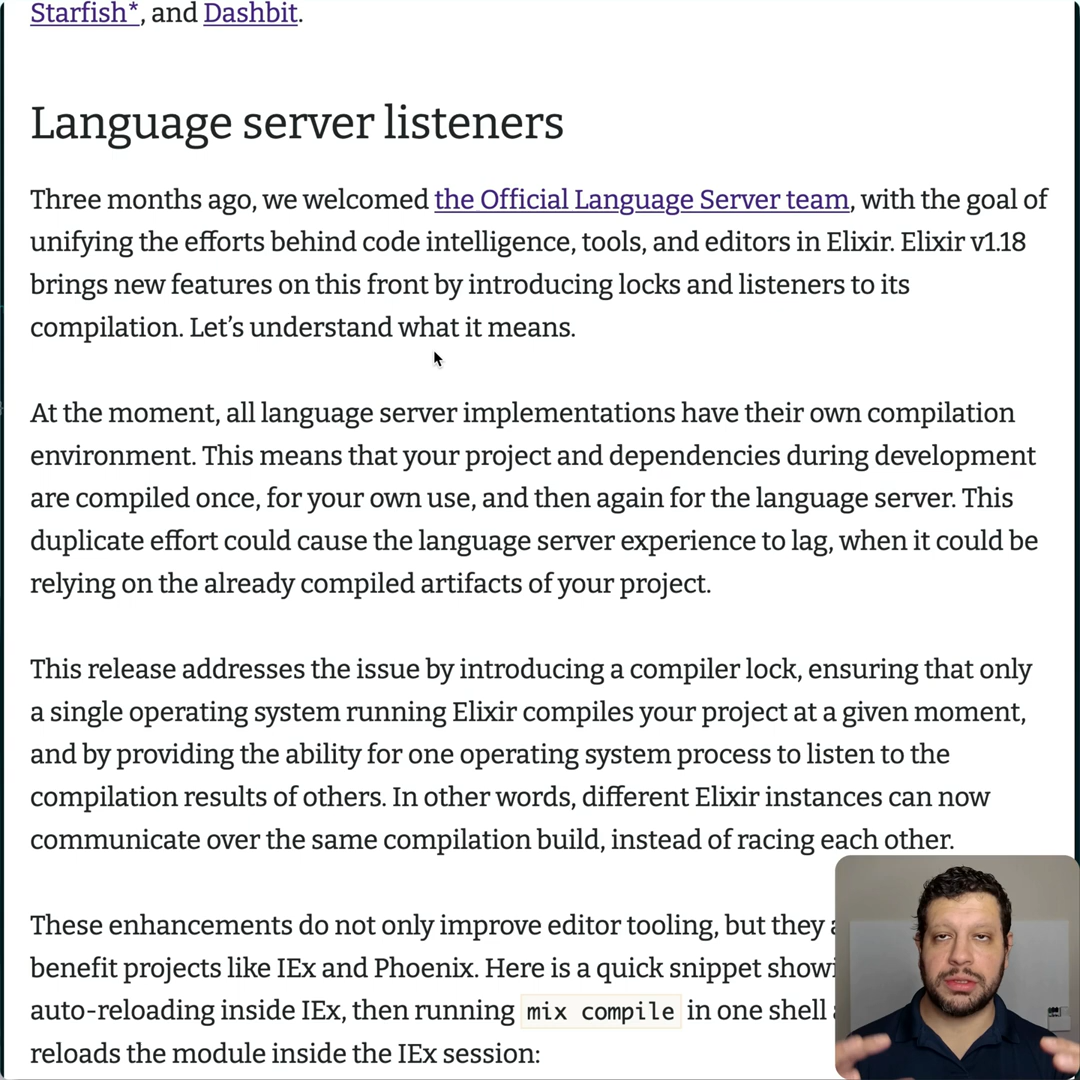 Starfish*, and Dashbit.
Language server listeners
Three months ago, we welcomed the Official Language Server team, with the goal of
unifying the efforts behind code intelligence, tools, and editors in Elixir. Elixir v1.18
brings new features on this front by introducing locks and listeners to its
compilation. Let’s understand what it means.
At the moment, all language server implementations have their own compilation
environment. This means that your project and dependencies during development
are compiled once, for your own use, and then again for the language server. This
duplicate effort could cause the language server experience to lag, when it could be
relying on the already compiled artifacts of your project.
This release addresses the issue by introducing a compiler lock, ensuring that only
a single operating system running Elixir compiles your project at a given moment,
and by providing the ability for one operating system process to listen to the
compilation results of others. In other words, different Elixir instances can now
communicate over the same compilation build, instead of racing each other.
These enhancements do not only improve editor tooling, but they
benefit projects like IEx and Phoenix. Here is a quick snippet
auto-reloading inside IEx, then running mix compile in one shell
reloads the module inside the IEx session: